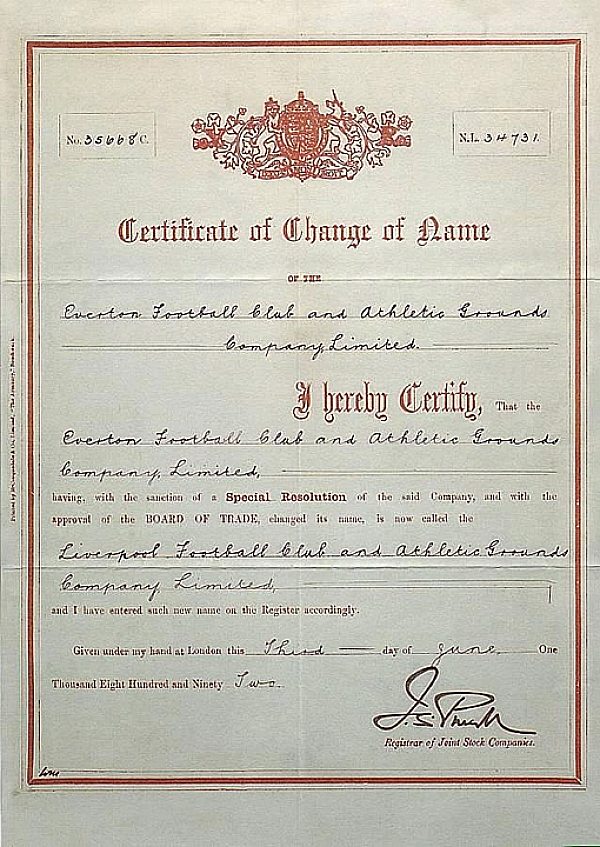 No. 35668 C.
N.L. 34731.
Certificate of Change of Name
OF THE
Everton Football Club and Athletic Grounds
Company, Limited.
I hereby Certify, That the
Everton Football Club and Athletic Grounds
Company, Limited,
having, with the sanction of a Special Resolution of the said Company, and with the
approval of the BOARD OF TRADE, changed its name, is now called the
Liverpool Football Club and Athletic Grounds
Company, Limited,
and I have entered such new name on the Register accordingly.
Given under my hand at London this Third day of June, One
Thousand Eight Hundred and Ninety Two.
Registrar of Joint Stock Companies.